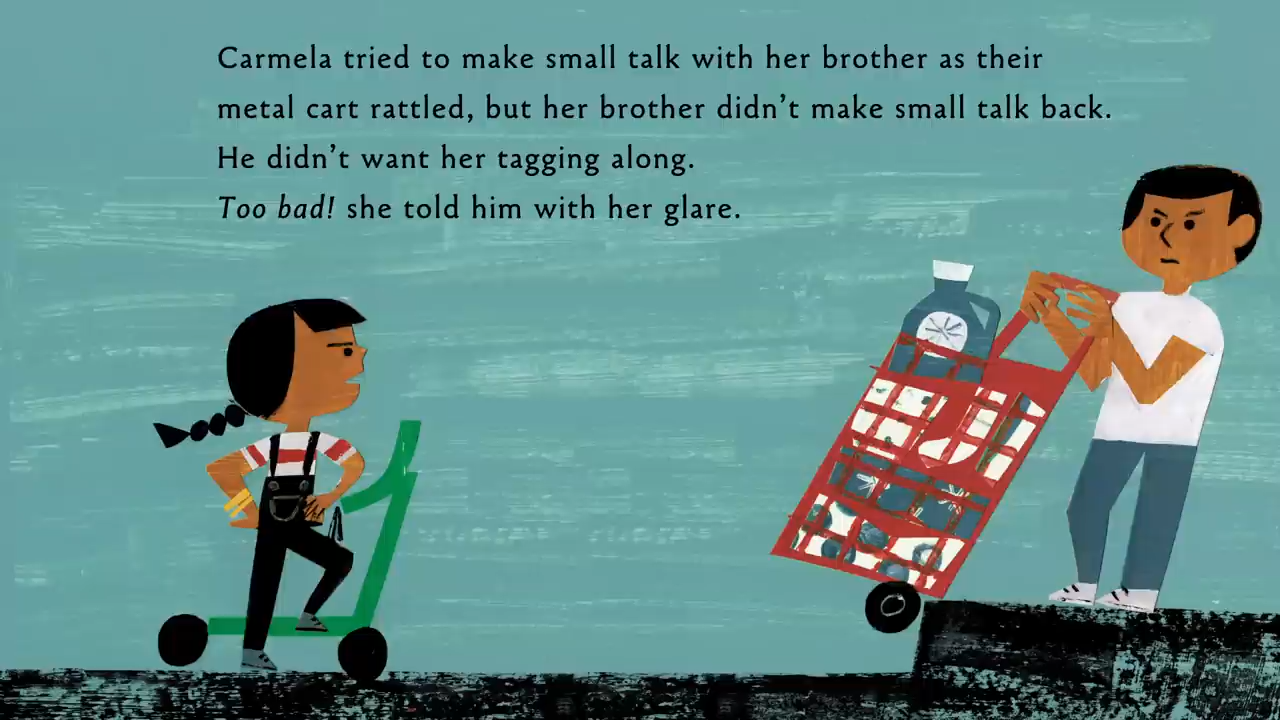 Carmela tried to make small talk with her brother as their
metal cart rattled, but her brother didn’t make small talk back.
He didn’t want her tagging along.
Too bad! she told him with her glare.